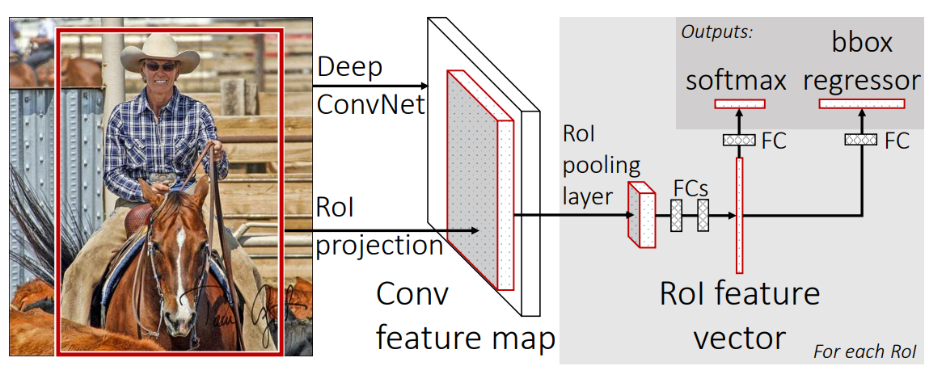 Outputs:
bbox
softmax regressor
Deep
ConvNet
FC FC
RoI
pooling
layer
FCs
RoI
projection
Conv
feature map
RoI feature
vector
For each RoI